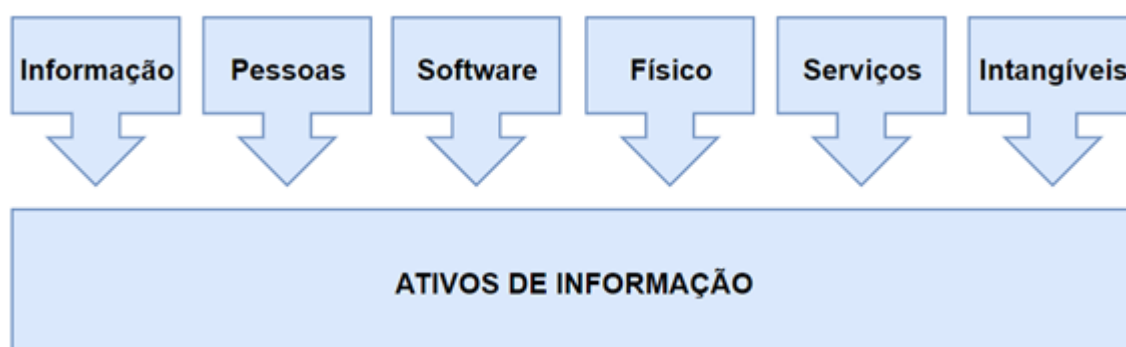 Informação
Pessoas
Software
Físico
Serviços
Intangíveis
ATIVOS DE INFORMAÇÃO